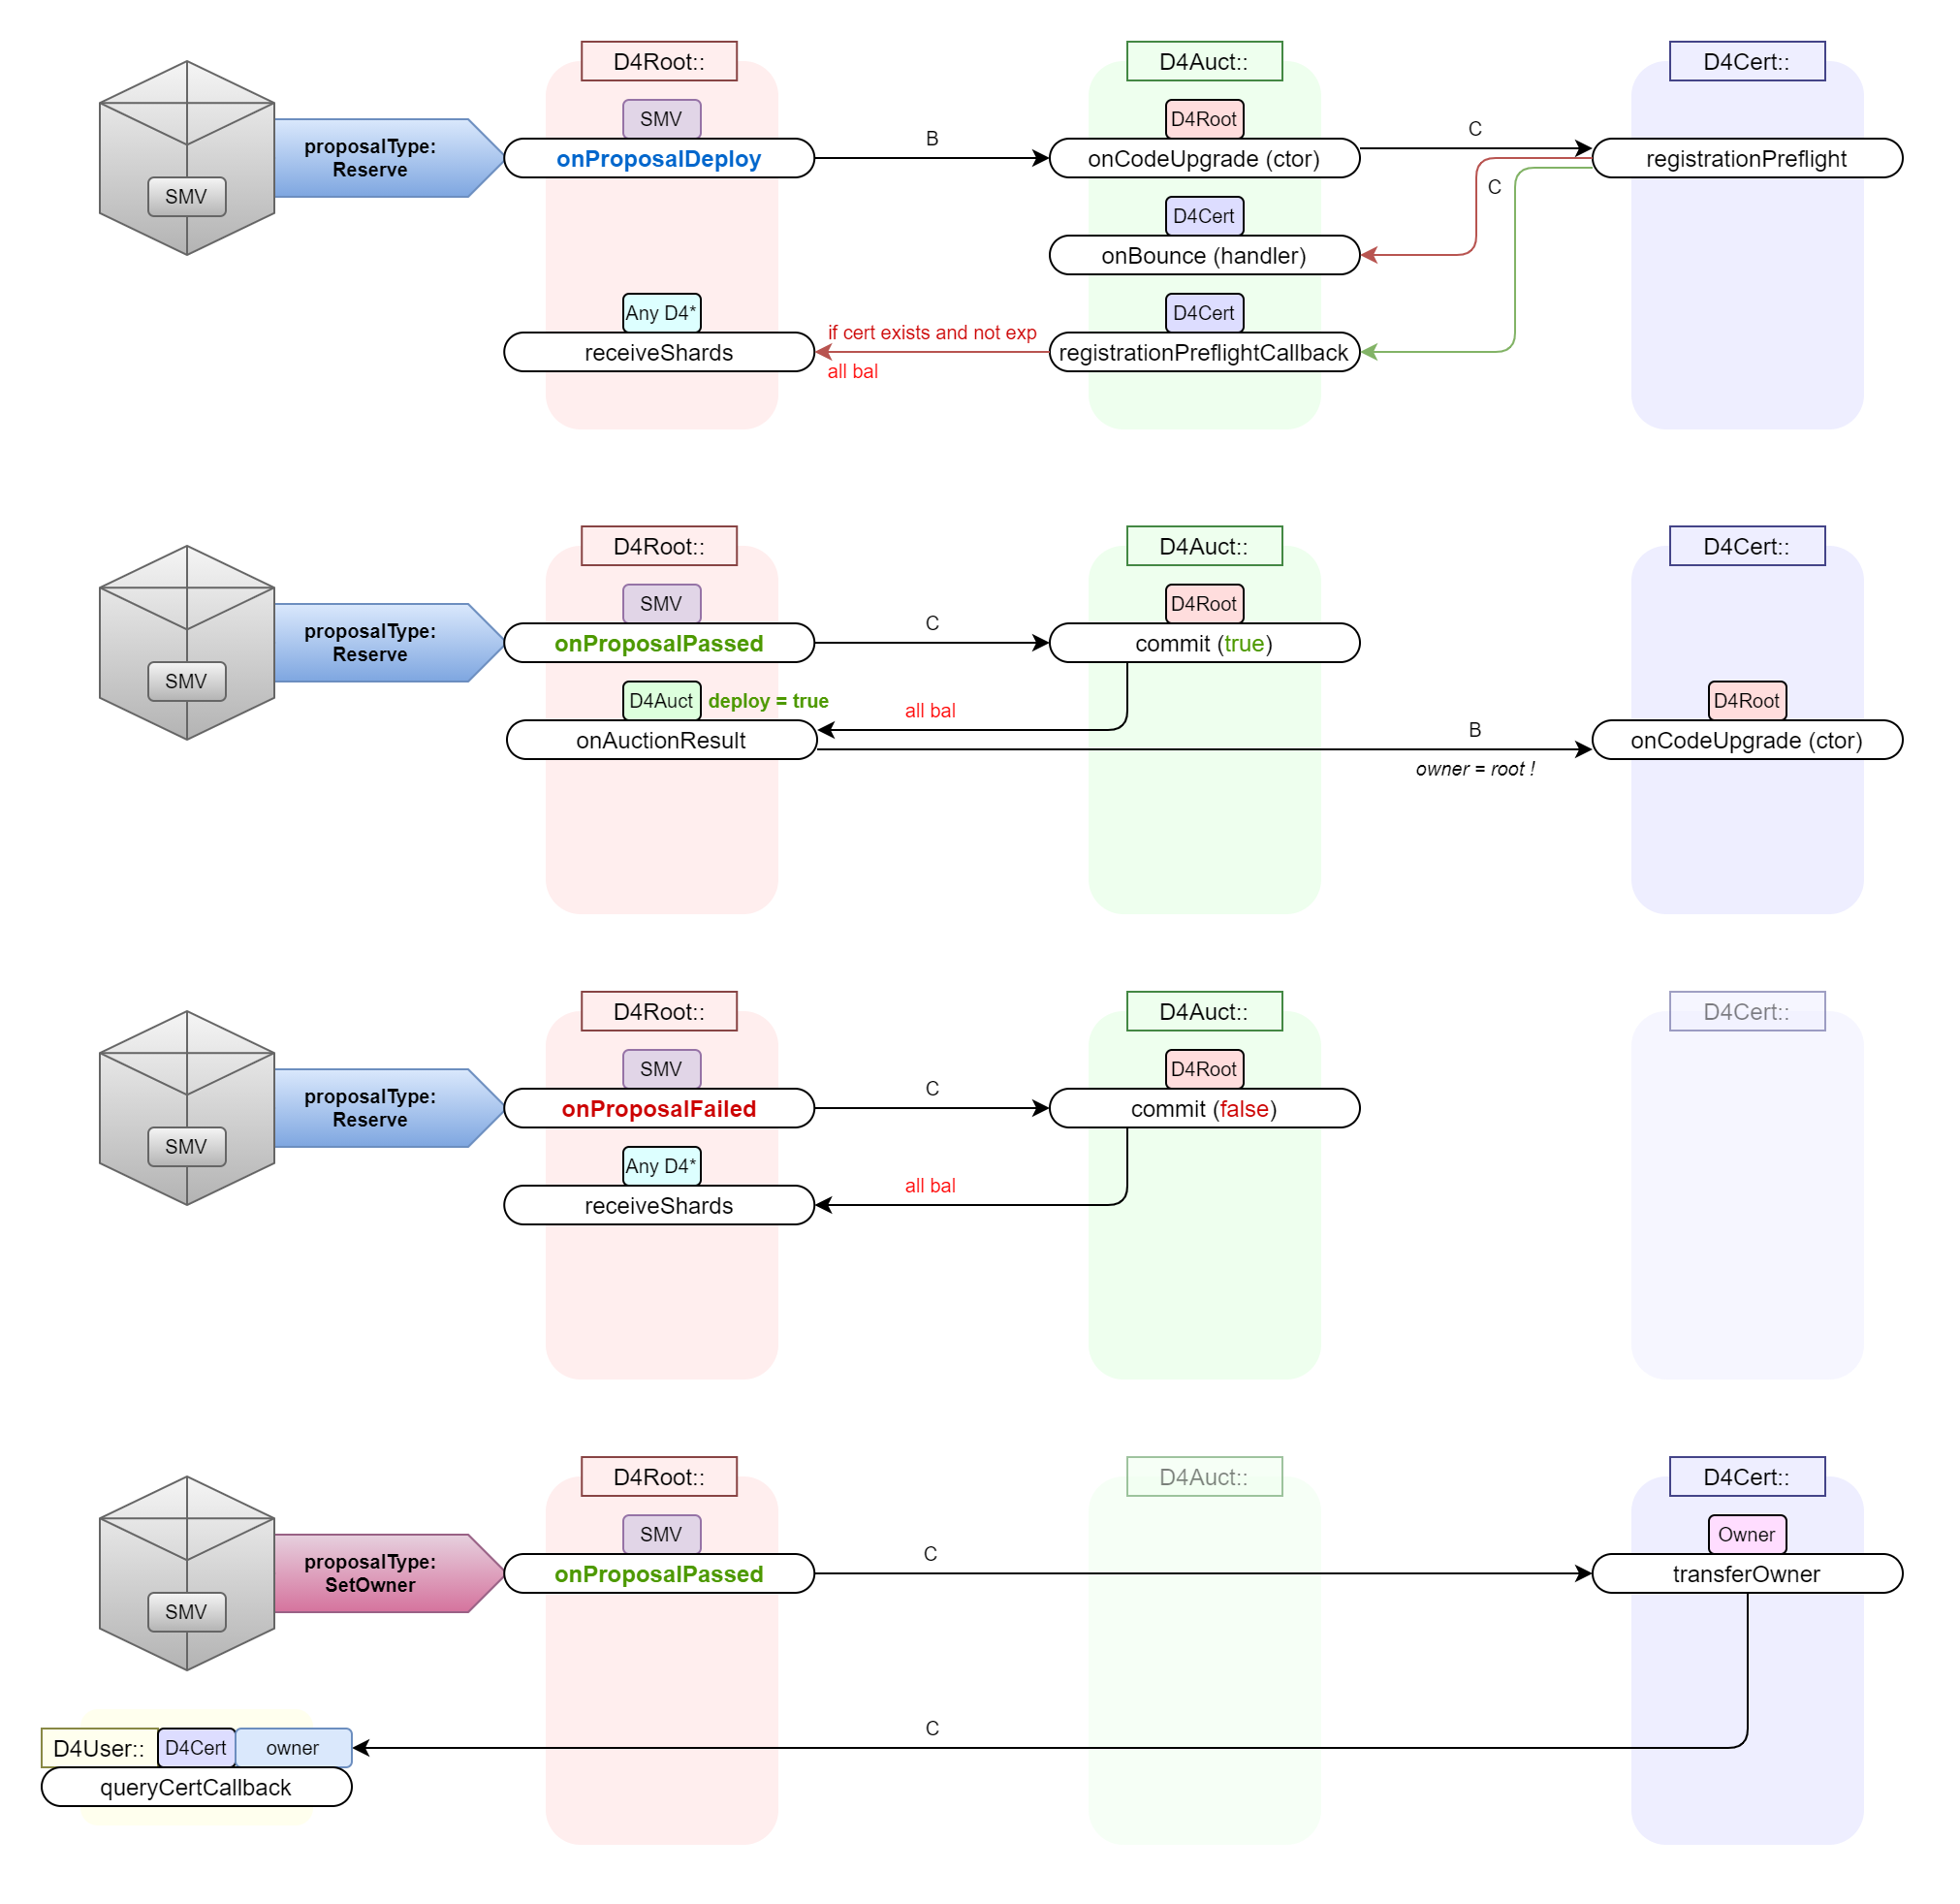 D4Root::
D4Auct::
D4Cert::
SMV
D4Root
proposalType:
Reserve
onProposalDeploy
B
onCodeUpgrade (ctor)
C
registrationPreflight
SMV
C
D4Cert
onBounce (handler)
Any D4*
D4Cert
receiveShards
if cert exists and not exp
all bal
registrationPreflightCallback
D4Root::
D4Auct::
D4Cert::
SMV
D4Root
proposalType:
Reserve
onProposalPassed
C
commit (true)
SMV
D4Auct
deploy = true
all bal
D4Root
onAuctionResult
B
owner = root !
onCodeUpgrade (ctor)
D4Root::
D4Auct::
D4Cert::
SMV
D4Root
proposalType:
Reserve
onProposalFailed
C
commit (false)
SMV
Any D4*
receiveShards
all bal
D4Root::
D4Auct::
D4Cert::
SMV
Owner
proposalType:
SetOwner
onProposalPassed
C
transferOwner
SMV
D4User::
D4Cert
owner
C
queryCertCallback